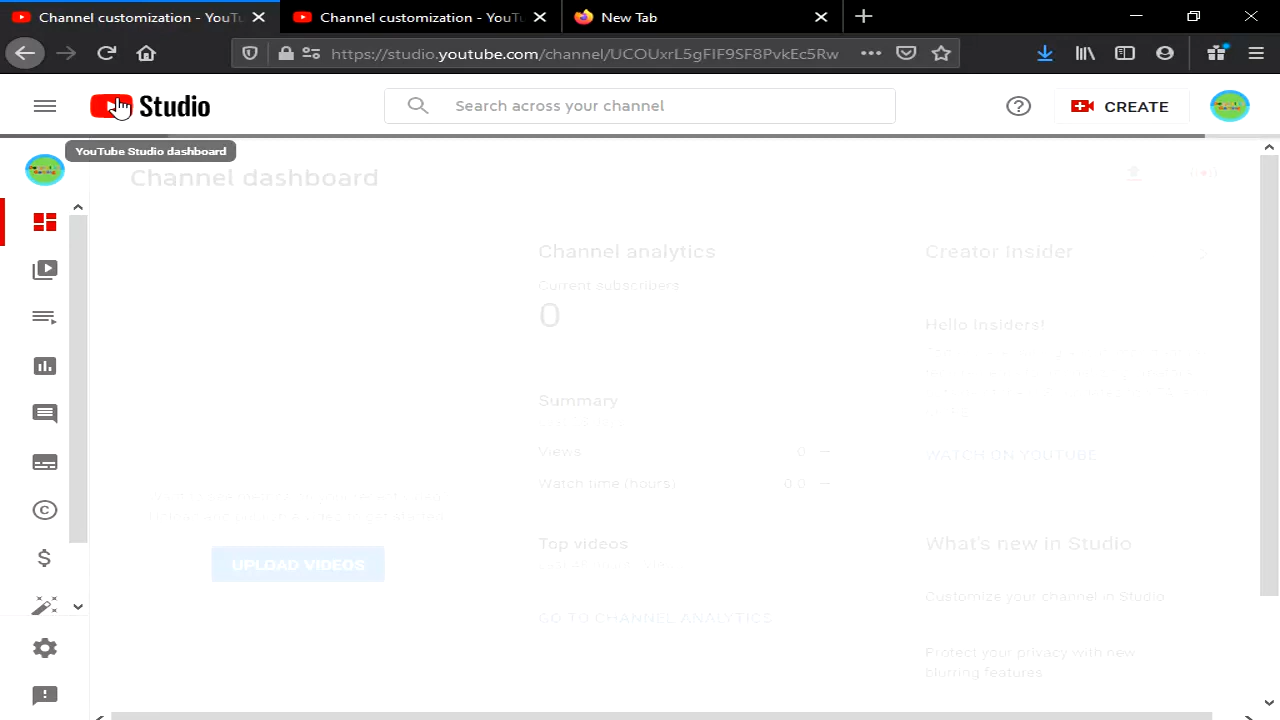 Channel customization - YouTu
Channel customization - YouTu
New Tab
https://studio.youtube.com/channel/UCOUxrL5gFIF9SF8PvkEc5Rw
Studio
Search across your channel
CREATE
YouTube Studio dashboard
Channel dashboard
Channel analytics
Creator Insider
Current subscribers
0
Hello Insiders!
Summary
Views 0 —
WATCH ON YOUTUBE
Watch time (hours) 0.0 —
Top videos
What's new in Studio
UPLOAD VIDEOS
Customize your channel in Studio
GO TO CHANNEL ANALYTICS
Protect your privacy with new
blurring features